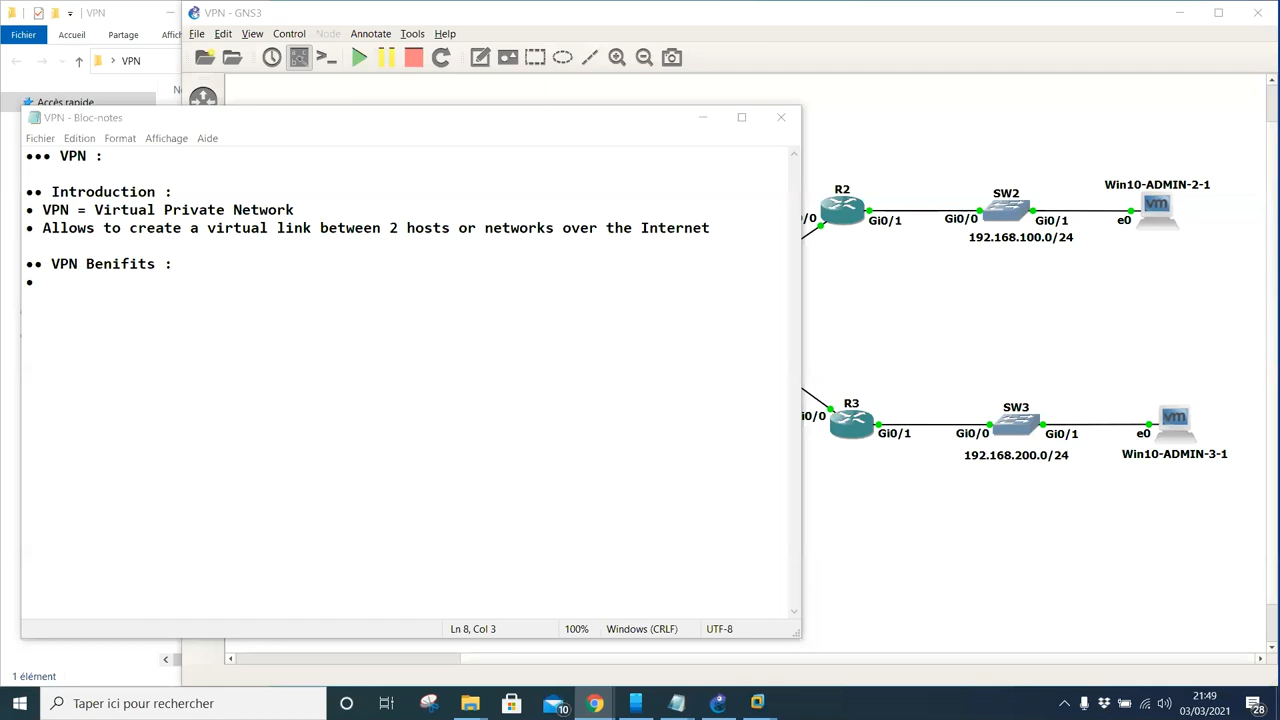 VPN
Fichier
Accueil
Partage
VPN
Accès rapide
1 élément
VPN - GNS3
File Edit View Control Node Annotate Tools Help
VPN - Bloc-notes
Fichier Edition Format Affichage Aide
••• VPN :
•• Introduction :
• VPN = Virtual Private Network
• Allows to create a virtual link between 2 hosts or networks over the Internet
•• VPN Benifits :
•
Ln 8, Col 3
100%
Windows (CRLF)
UTF-8
R2
SW2
Win10-ADMIN-2-1
Gi0/1
Gi0/0
Gi0/1
e0
192.168.100.0/24
R3
SW3
Gi0/1
Gi0/0
Gi0/1
e0
192.168.200.0/24
Win10-ADMIN-3-1
Taper ici pour rechercher
10
21:49
03/03/2021
28